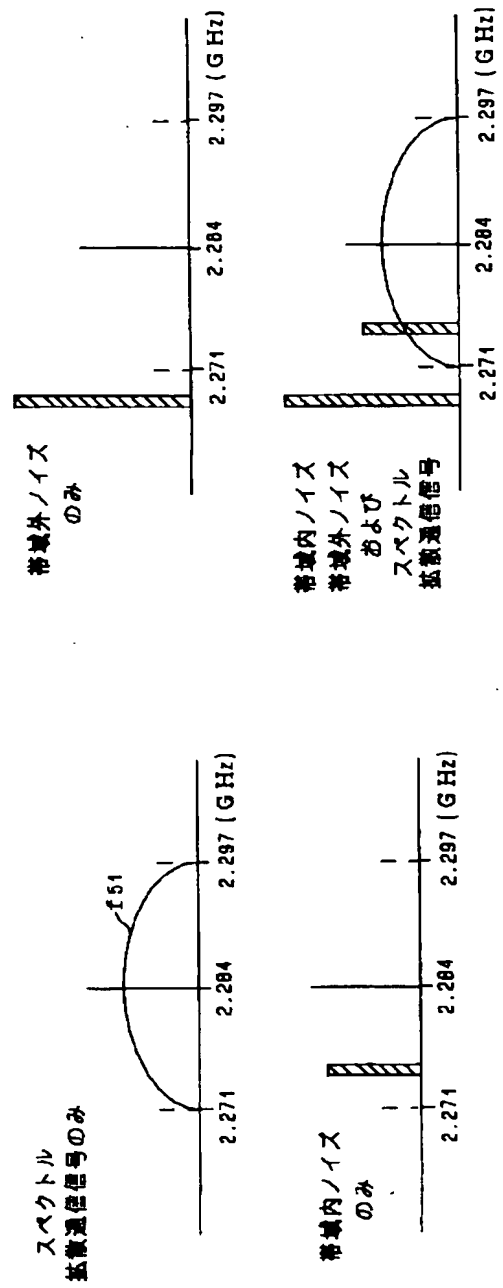 スペクトル
拡散通信信号のみ
f51
2.271
2.284
2.297 (GHz)
帯域外ノイズ
のみ
2.271
2.284
2.297 (GHz)
帯域内ノイズ
のみ
2.271
2.284
2.297 (GHz)
帯域内ノイズ
帯域外ノイズ
および
スペクトル
拡散通信信号
2.271
2.284
2.297 (GHz)